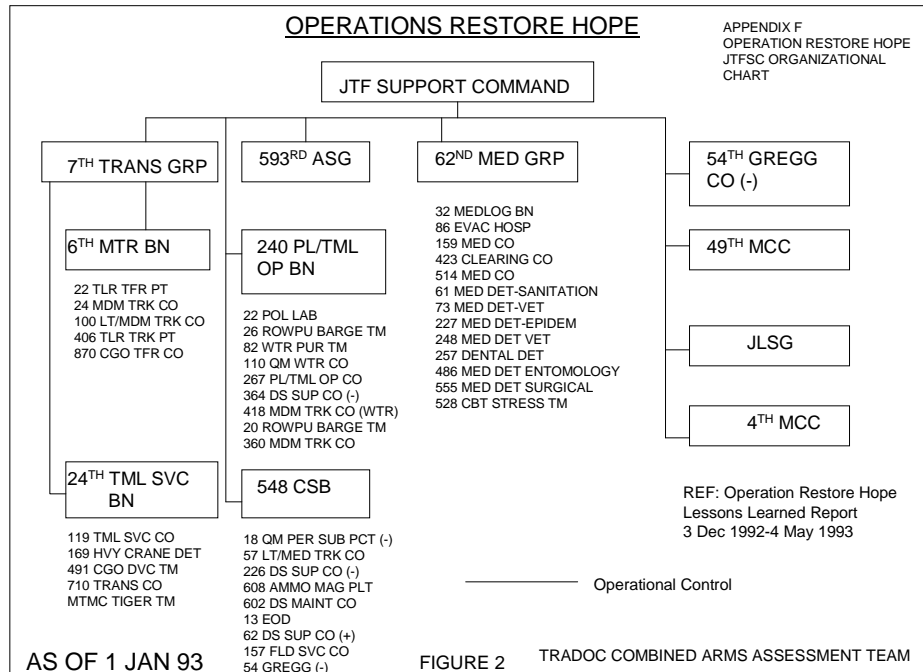 OPERATIONS RESTORE HOPE
APPENDIX F
OPERATION RESTORE HOPE
JTFSC ORGANIZATIONAL
CHART
JTF SUPPORT COMMAND
7TH TRANS GRP
593RD ASG
62ND MED GRP
54TH GREGG
CO (-)
6TH MTR BN
22 TLR TFR PT
24 MDM TRK CO
100 LT/MDM TRK CO
406 TLR TRK PT
870 CGO TFR CO
240 PL/TML
OP BN
22 POL LAB
26 ROWPU BARGE TM
82 WTR PUR TM
110 QM WTR CO
267 PL/TML OP CO
364 DS SUP CO (-)
418 MDM TRK CO (WTR)
20 ROWPU BARGE TM
360 MDM TRK CO
32 MEDLOG BN
86 EVAC HOSP
159 MED CO
423 CLEARING CO
514 MED CO
61 MED DET-SANITATION
73 MED DET-VET
227 MED DET-EPIDEM
248 MED DET VET
257 DENTAL DET
486 MED DET ENTOMOLOGY
555 MED DET SURGICAL
528 CBT STRESS TM
49TH MCC
JLSG
4TH MCC
24TH TML SVC
BN
119 TML SVC CO
169 HVY CRANE DET
491 CGO DVC TM
710 TRANS CO
MTMC TIGER TM
548 CSB
18 QM PER SUB PCT (-)
57 LT/MED TRK CO
226 DS SUP CO (-)
608 AMMO MAG PLT
602 DS MAINT CO
13 EOD
62 DS SUP CO (+)
157 FLD SVC CO
54 GREGG (-)
REF: Operation Restore Hope
Lessons Learned Report
3 Dec 1992-4 May 1993
Operational Control
AS OF 1 JAN 93
FIGURE 2
TRADOC COMBINED ARMS ASSESSMENT TEAM